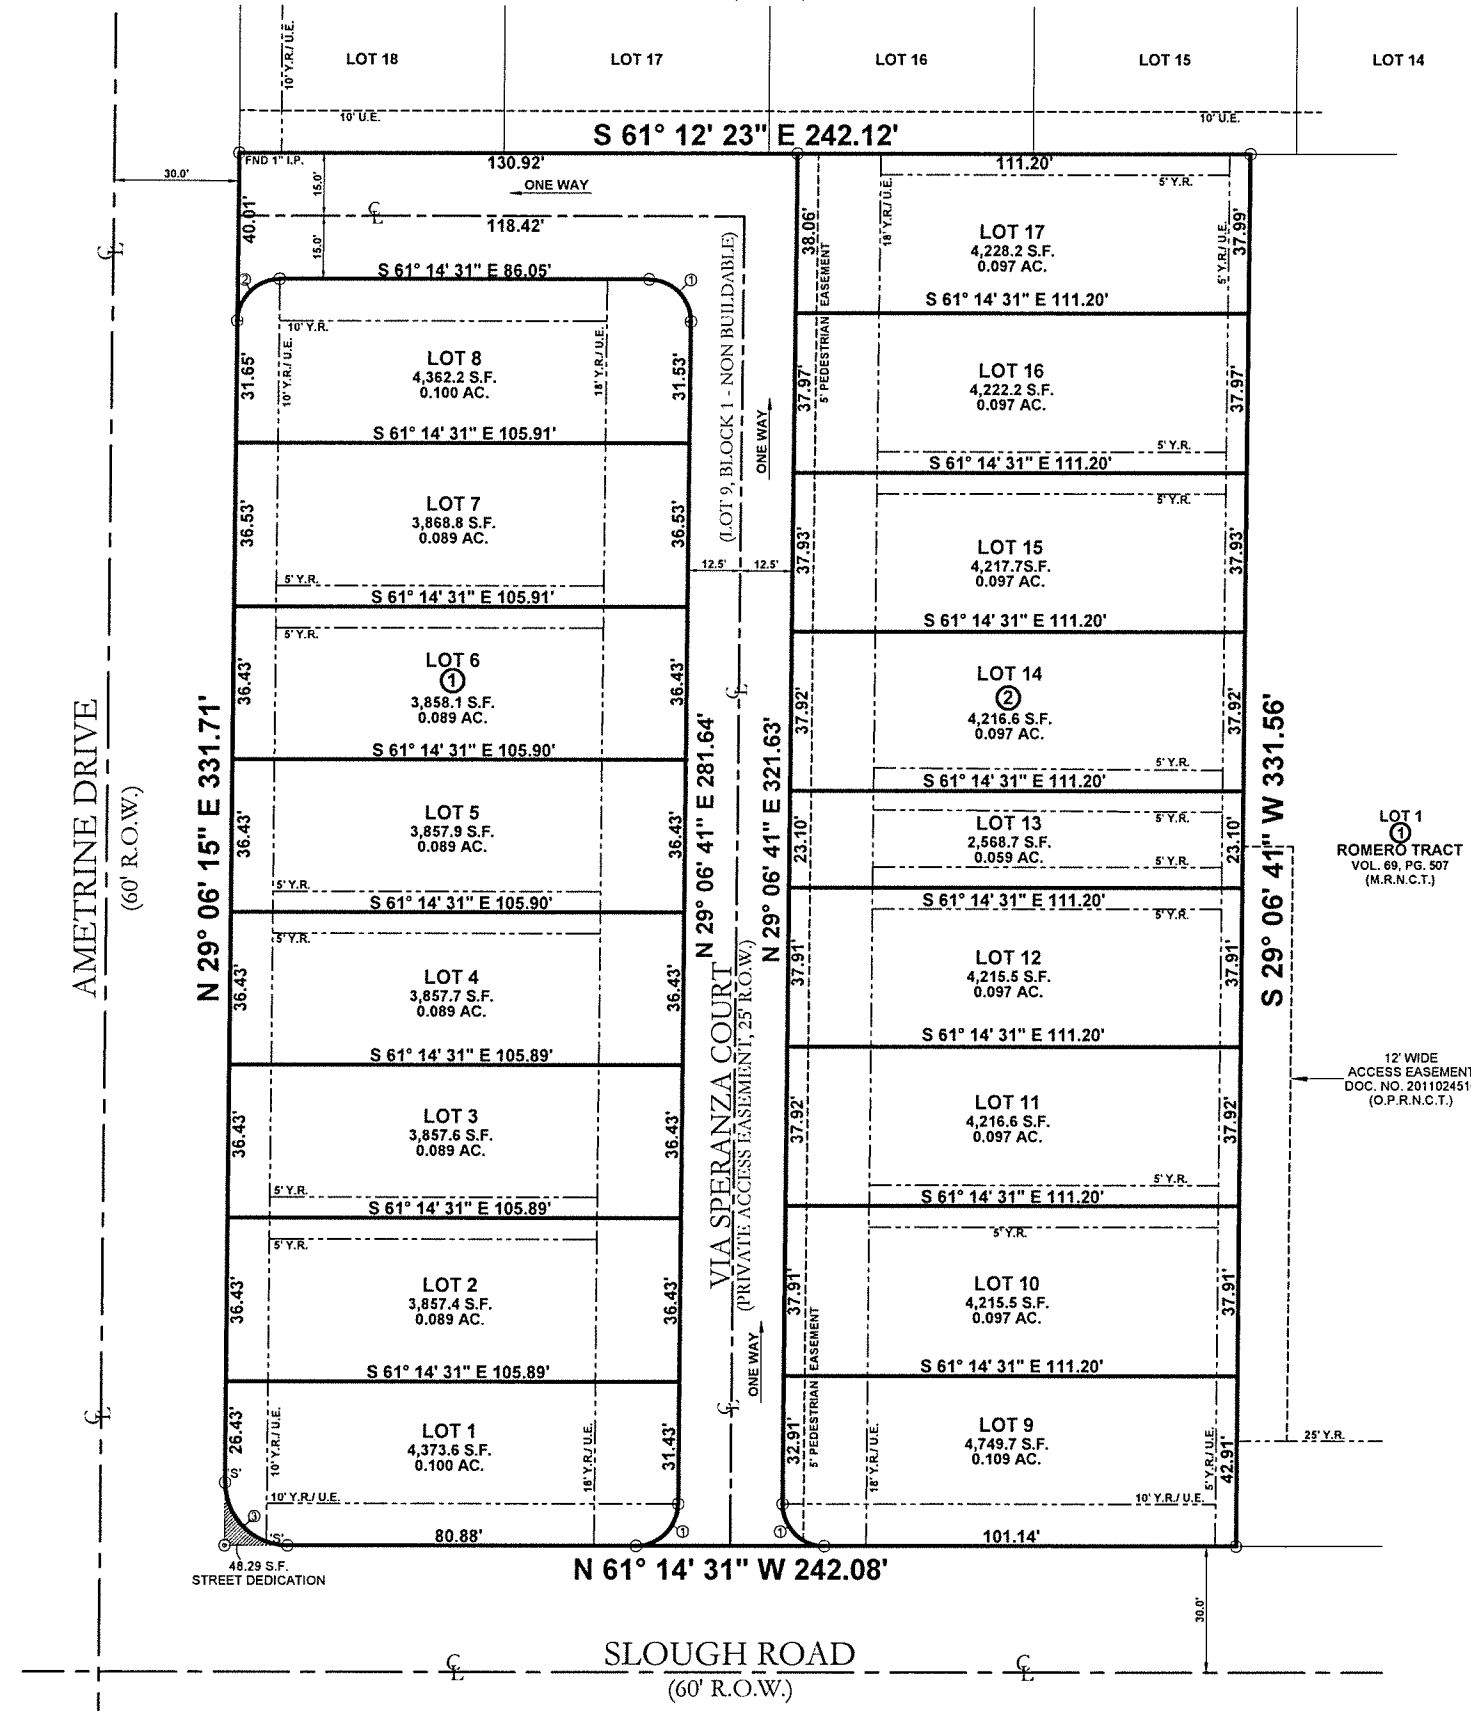 LOT 18
LOT 17
LOT 16
LOT 15
LOT 14
10' Y.R./ U.E.
10' U.E.
10' U.E.
S 61° 12' 23" E 242.12'
FND 1" I.P.
130.92'
111.20'
30.0'
15.0'
ONE WAY
40.01'
℄
118.42'
15.0'
℄
S 61° 14' 31" E 86.05'
2
1
10' Y.R.
LOT 8
4,362.2 S.F.
0.100 AC.
31.65'
10' Y.R./ U.E.
18' Y.R./ U.E.
31.53'
S 61° 14' 31" E 105.91'
LOT 7
3,868.8 S.F.
0.089 AC.
36.53'
36.53'
5' Y.R.
S 61° 14' 31" E 105.91'
5' Y.R.
LOT 6
1
3,858.1 S.F.
0.089 AC.
36.43'
36.43'
S 61° 14' 31" E 105.90'
LOT 5
3,857.9 S.F.
0.089 AC.
36.43'
36.43'
5' Y.R.
S 61° 14' 31" E 105.90'
5' Y.R.
LOT 4
3,857.7 S.F.
0.089 AC.
36.43'
36.43'
S 61° 14' 31" E 105.89'
LOT 3
3,857.6 S.F.
0.089 AC.
36.43'
36.43'
5' Y.R.
S 61° 14' 31" E 105.89'
5' Y.R.
LOT 2
3,857.4 S.F.
0.089 AC.
36.43'
36.43'
S 61° 14' 31" E 105.89'
LOT 1
4,373.6 S.F.
0.100 AC.
26.43'
10' Y.R./ U.E.
18' Y.R./ U.E.
31.43'
'S'
10' Y.R./ U.E.
3
'S'
80.88'
1
48.29 S.F.
STREET DEDICATION
AMETRINE DRIVE
(60' R.O.W.)
℄
N 29° 06' 15" E 331.71'
N 29° 06' 41" E 281.64'
(LOT 9, BLOCK 1 - NON BUILDABLE)
ONE WAY
12.5'
12.5'
℄
VIA SPERANZA COURT
(PRIVATE ACCESS EASEMENT, 25' R.O.W.)
ONE WAY
℄
N 29° 06' 41" E 321.63'
38.06'
5' PEDESTRIAN EASEMENT
18' Y.R./ U.E.
5' Y.R.
LOT 17
4,228.2 S.F.
0.097 AC.
5' Y.R./ U.E.
37.99'
S 61° 14' 31" E 111.20'
LOT 16
4,222.2 S.F.
0.097 AC.
37.97'
37.97'
5' Y.R.
S 61° 14' 31" E 111.20'
5' Y.R.
LOT 15
4,217.7S.F.
0.097 AC.
37.93'
37.93'
S 61° 14' 31" E 111.20'
LOT 14
2
4,216.6 S.F.
0.097 AC.
37.92'
37.92'
5' Y.R.
S 61° 14' 31" E 111.20'
5' Y.R.
LOT 13
2,568.7 S.F.
0.059 AC.
23.10'
23.10'
5' Y.R.
S 61° 14' 31" E 111.20'
5' Y.R.
LOT 12
4,215.5 S.F.
0.097 AC.
37.91'
37.91'
S 61° 14' 31" E 111.20'
LOT 11
4,216.6 S.F.
0.097 AC.
37.92'
37.92'
5' Y.R.
S 61° 14' 31" E 111.20'
5' Y.R.
LOT 10
4,215.5 S.F.
0.097 AC.
37.91'
37.91'
S 61° 14' 31" E 111.20'
LOT 9
4,749.7 S.F.
0.109 AC.
32.91'
5' PEDESTRIAN EASEMENT
18' Y.R./ U.E.
5' Y.R./ U.E.
42.91'
10' Y.R./ U.E.
1
101.14'
N 61° 14' 31" W 242.08'
S 29° 06' 41" W 331.56'
LOT 1
1
ROMERO TRACT
VOL. 69, PG. 507
(M.R.N.C.T.)
12' WIDE
ACCESS EASEMENT
DOC. NO. 201102451
(O.P.R.N.C.T.)
25' Y.R.
30.0'
℄
SLOUGH ROAD
(60' R.O.W.)
℄
℄